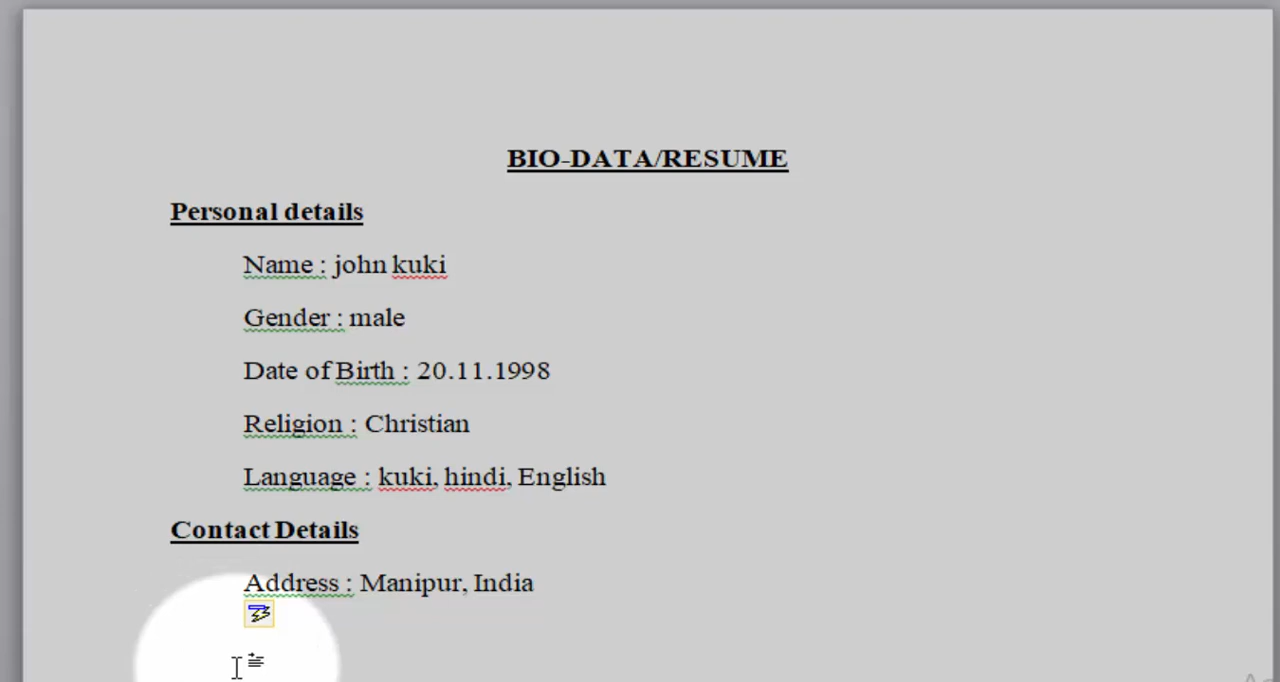 BIO-DATA/RESUME
Personal details
Name : john kuki
Gender : male
Date of Birth : 20.11.1998
Religion : Christian
Language : kuki, hindi, English
Contact Details
Address : Manipur, India